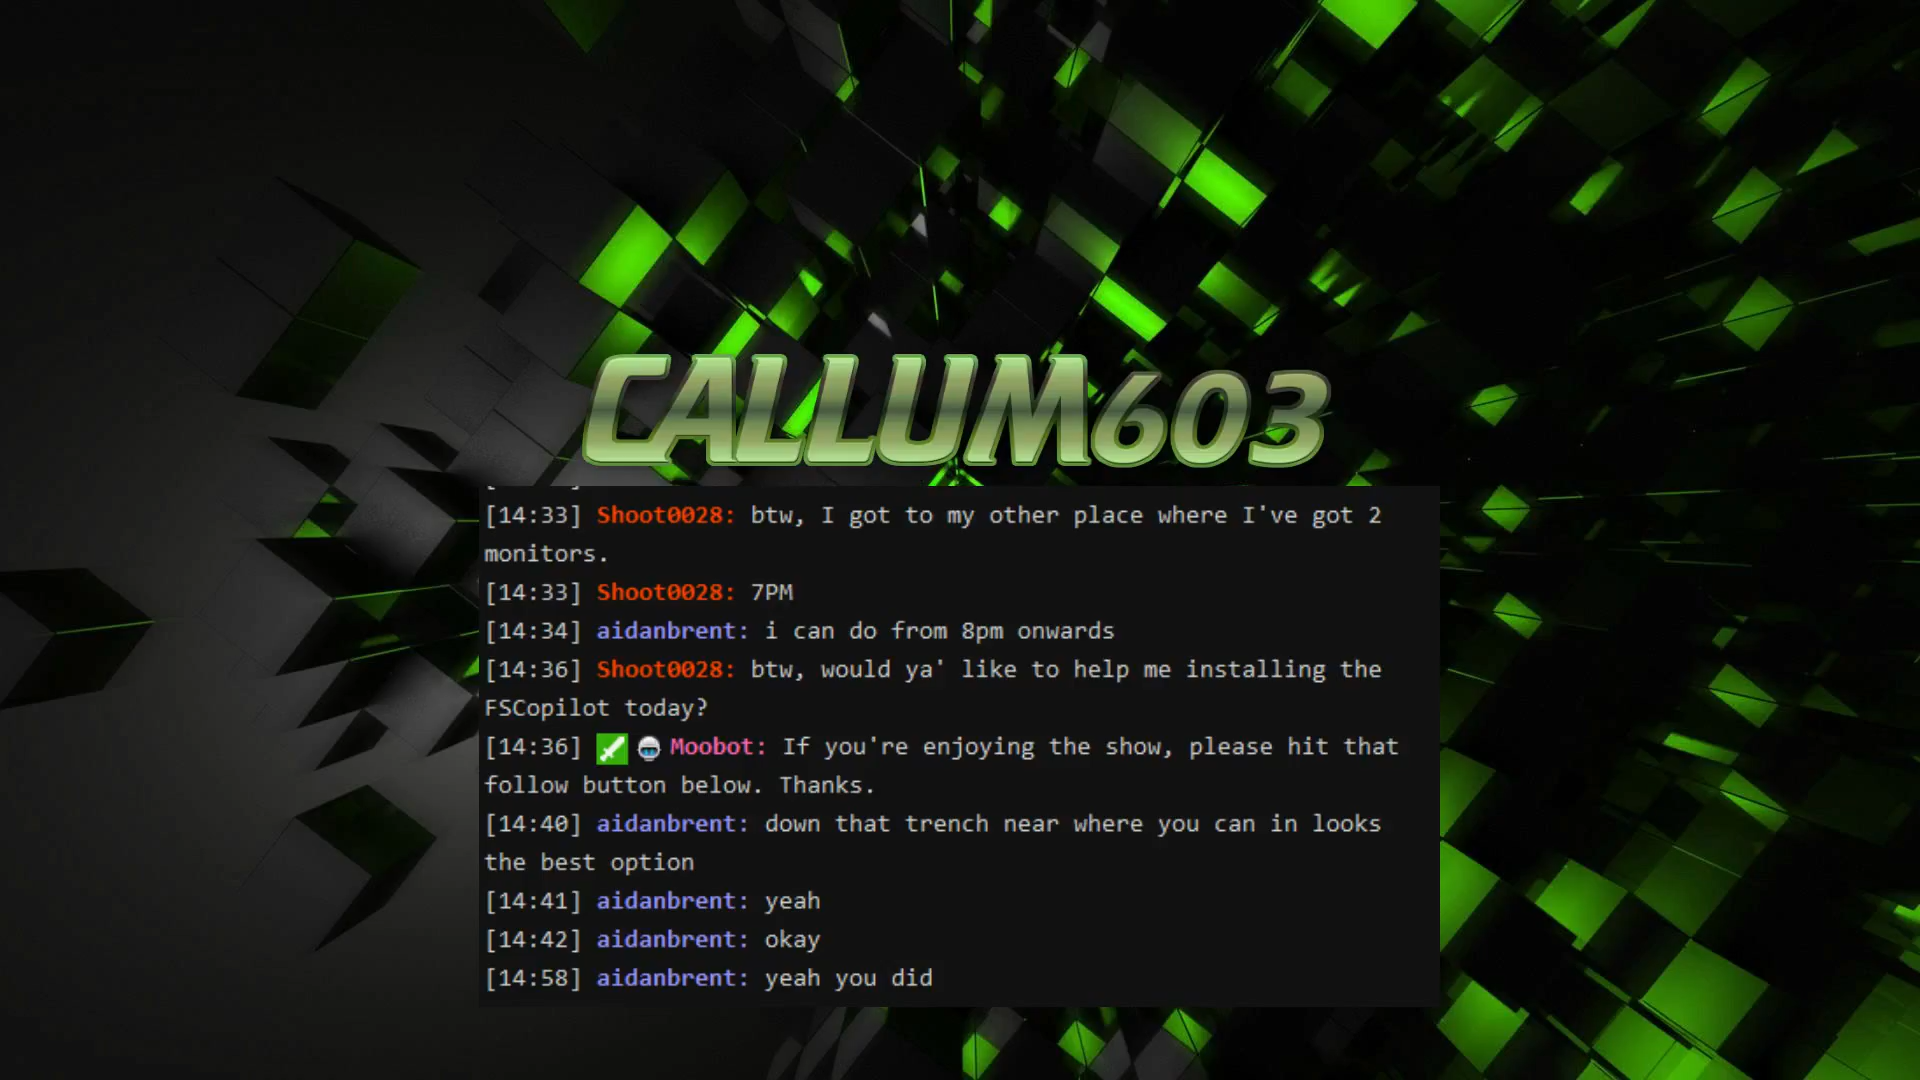 CALLUM603
[14:33] Shoot0028: btw, I got to my other place where I've got 2
monitors.
[14:33] Shoot0028: 7PM
[14:34] aidanbrent: i can do from 8pm onwards
[14:36] Shoot0028: btw, would ya' like to help me installing the
FSCopilot today?
[14:36] Moobot: If you're enjoying the show, please hit that
follow button below. Thanks.
[14:40] aidanbrent: down that trench near where you can in looks
the best option
[14:41] aidanbrent: yeah
[14:42] aidanbrent: okay
[14:58] aidanbrent: yeah you did